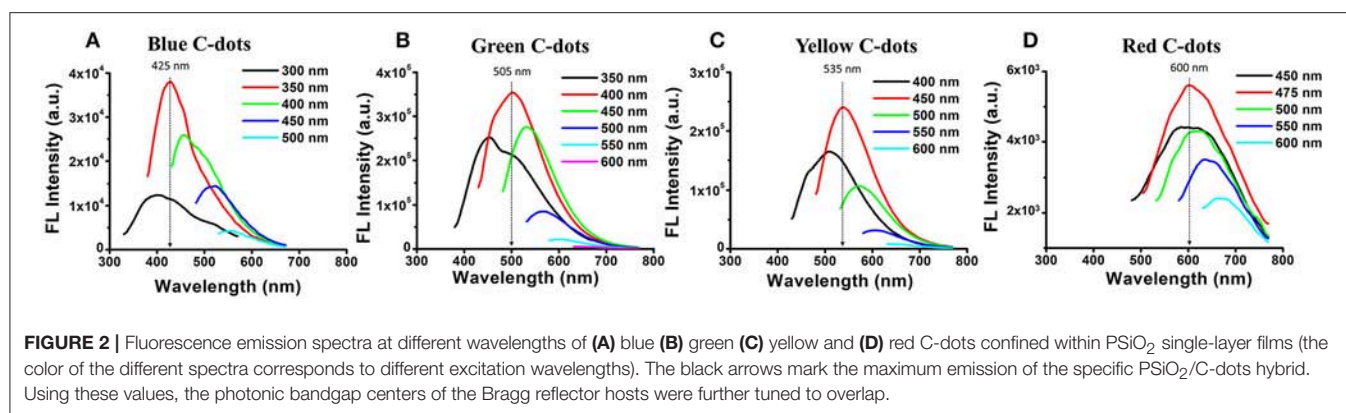 A
Blue C-dots
425 nm
300 nm
350 nm
400 nm
450 nm
500 nm
FL Intensity (a.u.)
4x10⁴
3x10⁴
2x10⁴
1x10⁴
0
300 400 500 600 700 800
Wavelength (nm)
B
Green C-dots
505 nm
350 nm
400 nm
450 nm
500 nm
550 nm
600 nm
FL Intensity (a.u.)
4x10⁵
3x10⁵
2x10⁵
1x10⁵
0
300 400 500 600 700 800
Wavelength (nm)
C
Yellow C-dots
535 nm
400 nm
450 nm
500 nm
550 nm
600 nm
FL Intensity (a.u.)
3x10⁵
2x10⁵
1x10⁵
0
300 400 500 600 700 800
Wavelength (nm)
D
Red C-dots
600 nm
450 nm
475 nm
500 nm
550 nm
600 nm
FL Intensity (a.u.)
6x10³
4x10³
2x10³
300 400 500 600 700 800
Wavelength (nm)
FIGURE 2 | Fluorescence emission spectra at different wavelengths of (A) blue (B) green (C) yellow and (D) red C-dots confined within PSiO₂ single-layer films (the
color of the different spectra corresponds to different excitation wavelengths). The black arrows mark the maximum emission of the specific PSiO₂/C-dots hybrid.
Using these values, the photonic bandgap centers of the Bragg reflector hosts were further tuned to overlap.